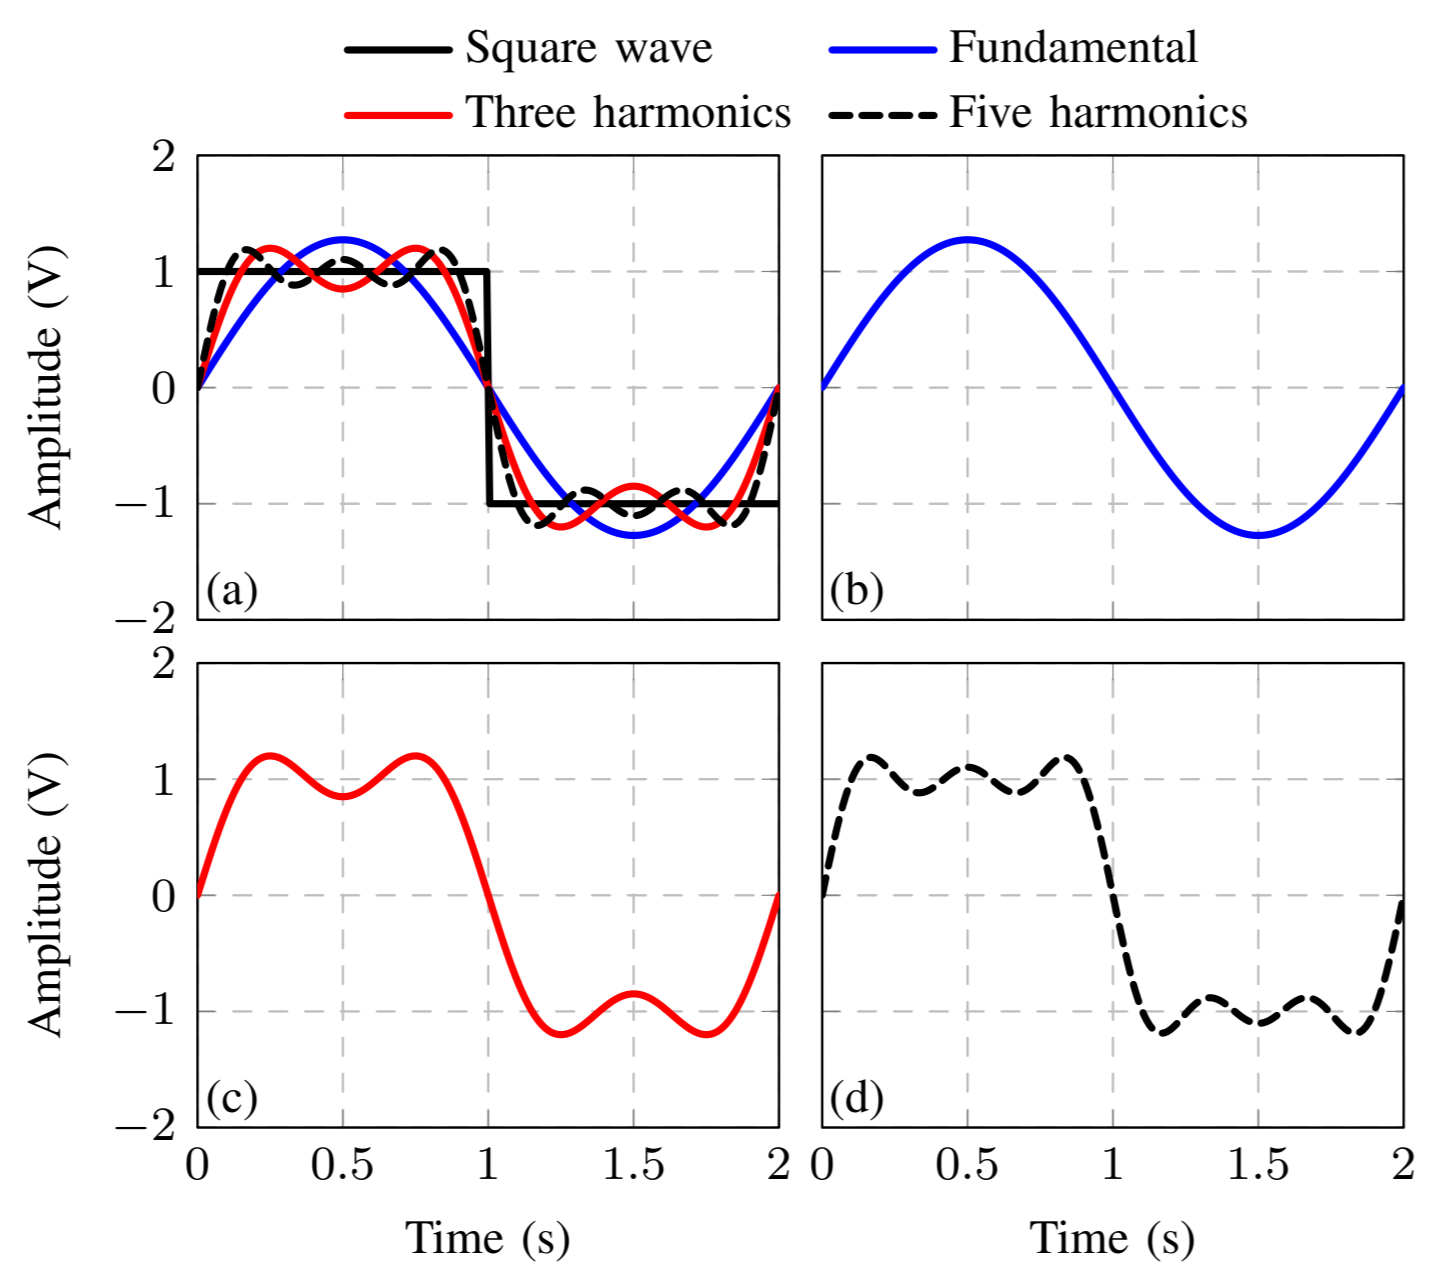 Square wave
Fundamental
Three harmonics
Five harmonics
Amplitude (V)
2
1
0
−1
−2
(a)
(b)
Amplitude (V)
2
1
0
−1
−2
(c)
(d)
0 0.5 1 1.5 2
0 0.5 1 1.5 2
Time (s)
Time (s)